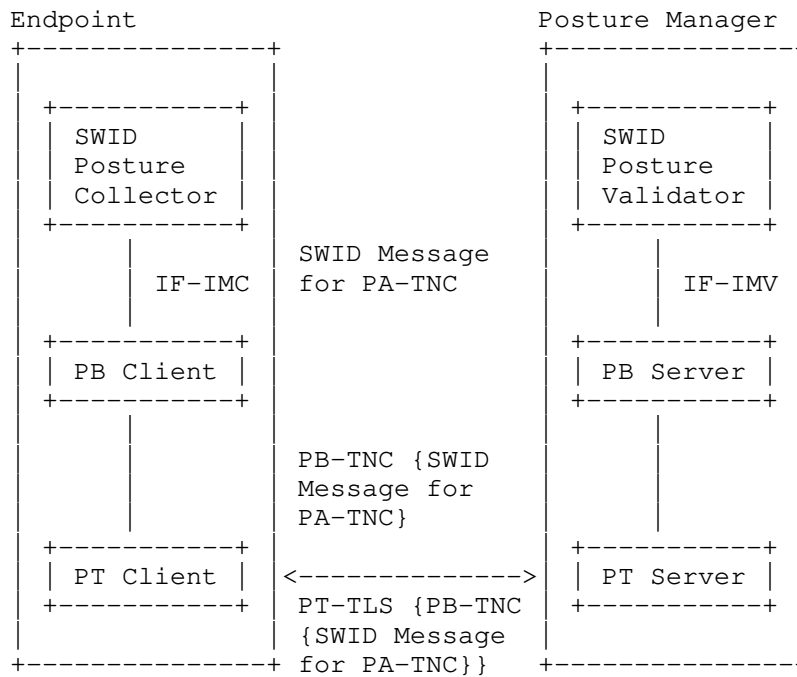 Endpoint Posture Manager
SWID SWID
Posture Posture
Collector Validator
SWID Message
IF-IMC for PA-TNC IF-IMV
PB Client PB Server
PB-TNC {SWID
Message for
PA-TNC}
PT Client <--------------> PT Server
PT-TLS {PB-TNC
{SWID Message
for PA-TNC}}